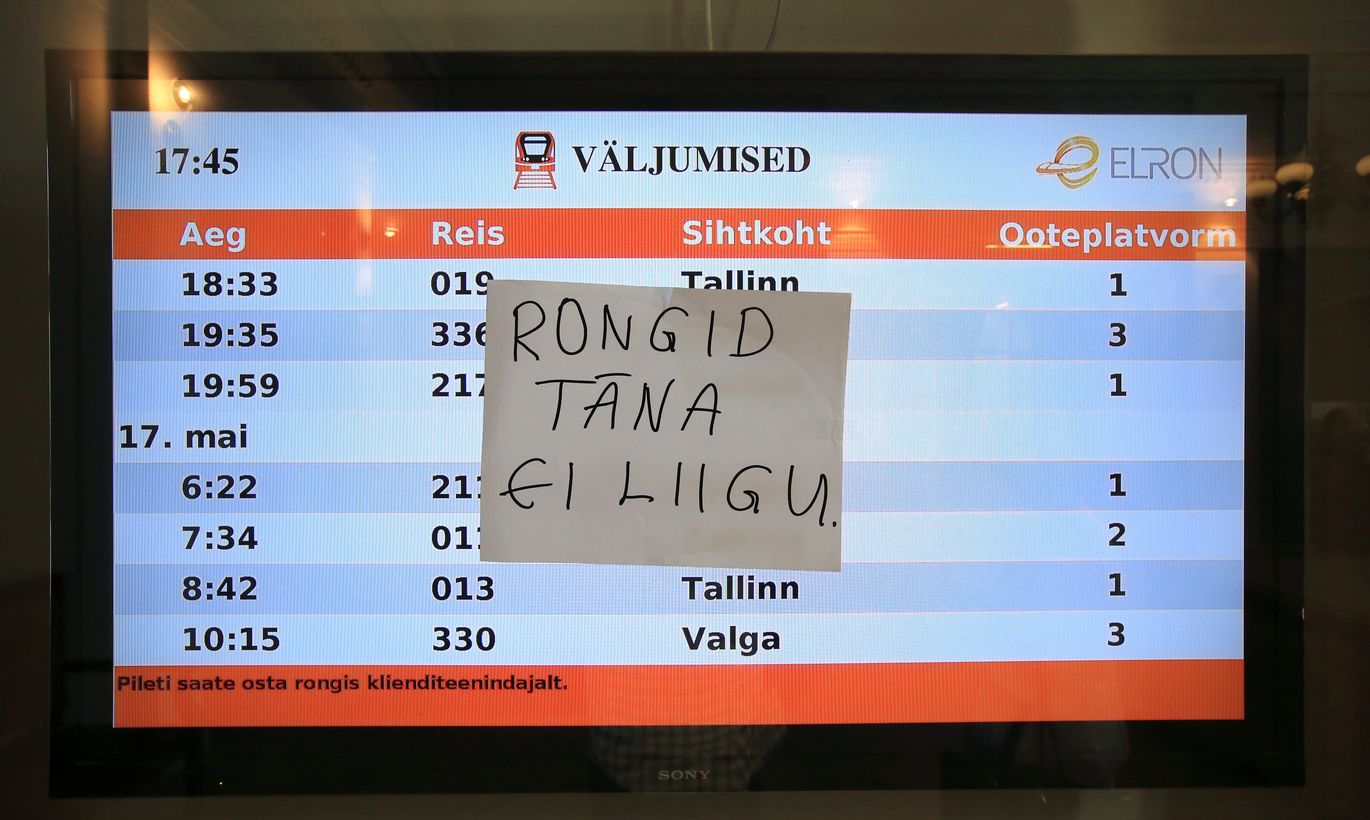 17:45 VÄLJUMISED ELRON
Aeg Reis Sihtkoht Ooteplatvorm
18:33 019 Tallinn 1
19:35 3
19:59 1
17. mai
6:22 1
7:34 2
8:42 013 Tallinn 1
10:15 330 Valga 3
Pileti saate osta rongis klienditeenindajalt.
RONGID
TÄNA
EI LIIGU.
SONY